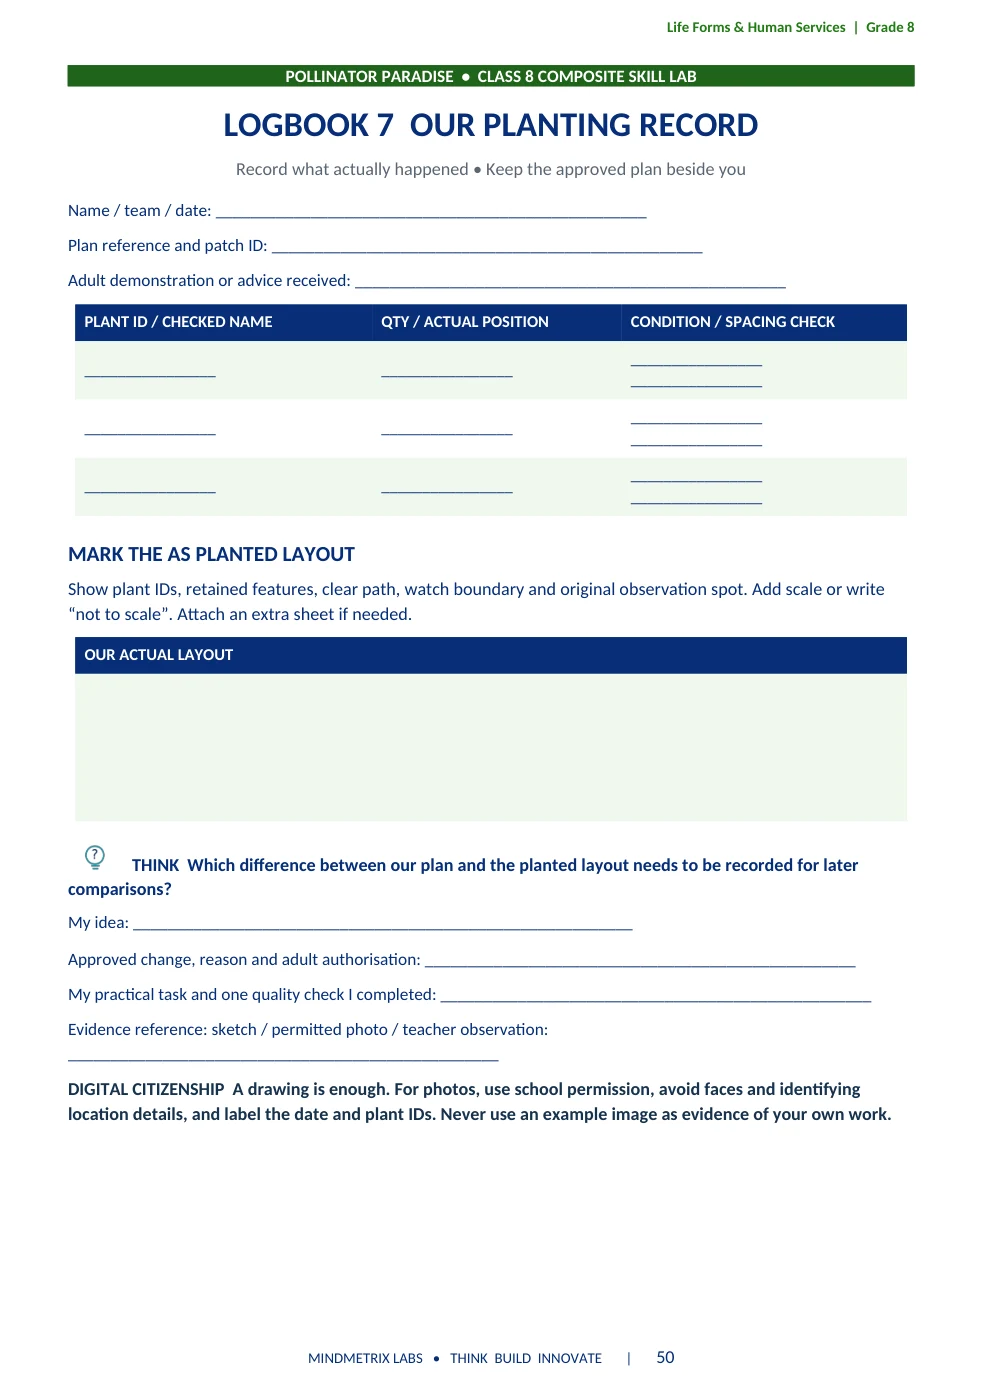 Life Forms & Human Services | Grade 8
POLLINATOR PARADISE ● CLASS 8 COMPOSITE SKILL LAB
LOGBOOK 7 OUR PLANTING RECORD
Record what actually happened • Keep the approved plan beside you
Name / team / date: ___________________________________________________
Plan reference and patch ID: ___________________________________________________
Adult demonstration or advice received: ___________________________________________________
PLANT ID / CHECKED NAME QTY / ACTUAL POSITION CONDITION / SPACING CHECK
MARK THE AS PLANTED LAYOUT
Show plant IDs, retained features, clear path, watch boundary and original observation spot. Add scale or write
“not to scale”. Attach an extra sheet if needed.
OUR ACTUAL LAYOUT
? THINK Which difference between our plan and the planted layout needs to be recorded for later
comparisons?
My idea: ___________________________________________________________
Approved change, reason and adult authorisation: ___________________________________________________
My practical task and one quality check I completed: ___________________________________________________
Evidence reference: sketch / permitted photo / teacher observation:
___________________________________________________
DIGITAL CITIZENSHIP A drawing is enough. For photos, use school permission, avoid faces and identifying
location details, and label the date and plant IDs. Never use an example image as evidence of your own work.
MINDMETRIX LABS ● THINK BUILD INNOVATE | 50